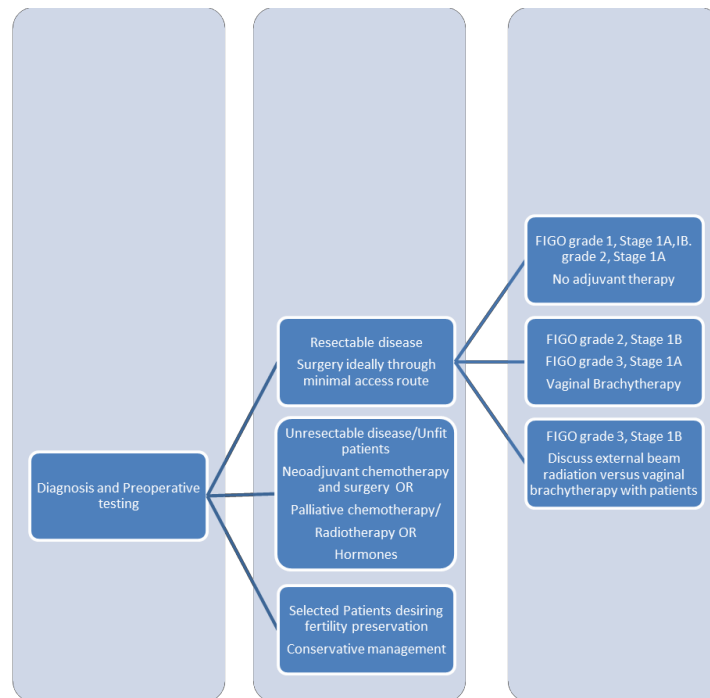 Diagnosis and Preoperative
testing
Resectable disease
Surgery ideally through
minimal access route
Unresectable disease/Unfit
patients
Neoadjuvant chemotherapy
and surgery OR
Palliative chemotherapy/
Radiotherapy OR
Hormones
Selected Patients desiring
fertility preservation
Conservative management
FIGO grade 1, Stage 1A,IB.
grade 2, Stage 1A
No adjuvant therapy
FIGO grade 2, Stage 1B
FIGO grade 3, Stage 1A
Vaginal Brachytherapy
FIGO grade 3, Stage 1B
Discuss external beam
radiation versus vaginal
brachytherapy with patients